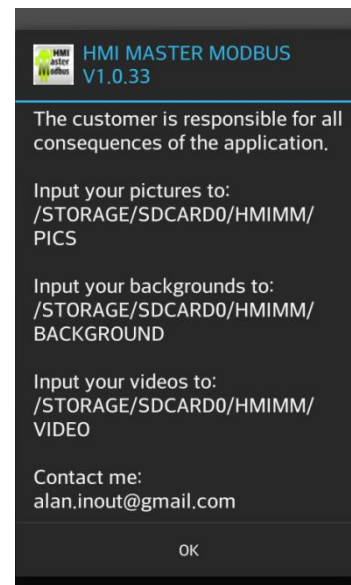 HMI
Master
Modbus
HMI MASTER MODBUS
V1.0.33
The customer is responsible for all
consequences of the application.
Input your pictures to:
/STORAGE/SDCARD0/HMIMM/
PICS
Input your backgrounds to:
/STORAGE/SDCARD0/HMIMM/
BACKGROUND
Input your videos to:
/STORAGE/SDCARD0/HMIMM/
VIDEO
Contact me:
alan.inout@gmail.com
OK